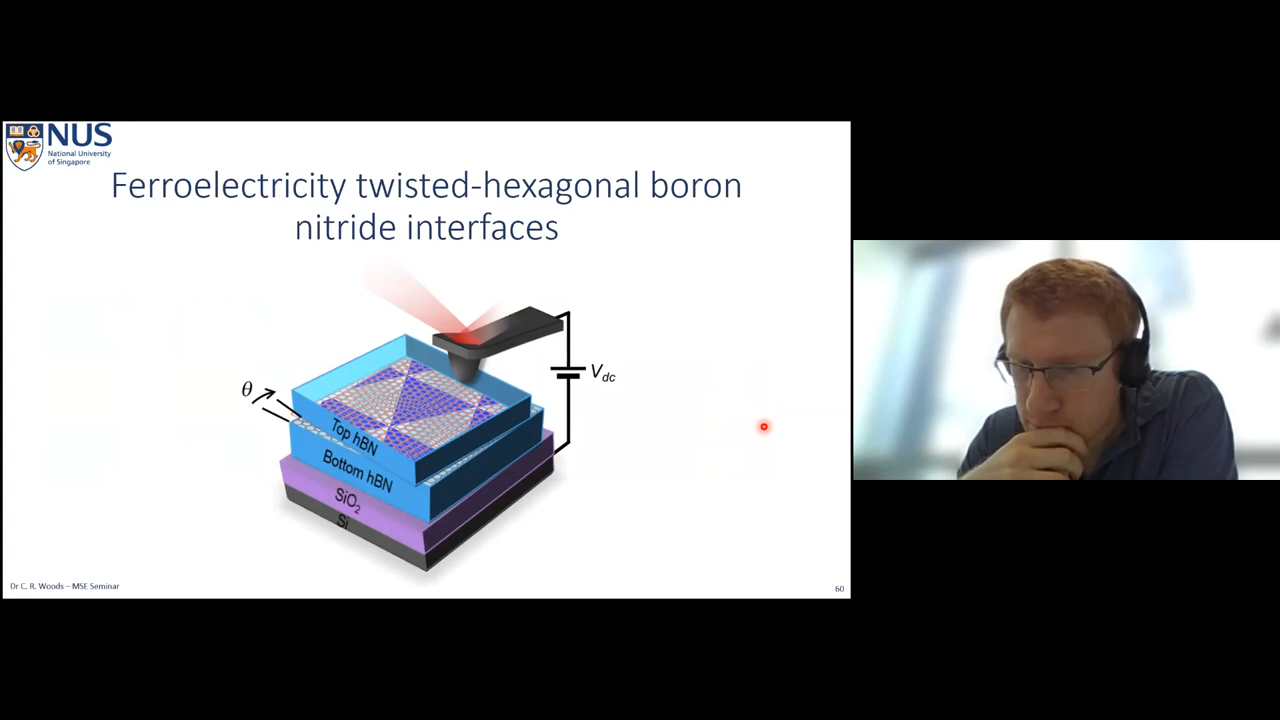 NUS
National University
of Singapore
Ferroelectricity twisted-hexagonal boron
nitride interfaces
θ
Vdc
Top hBN
Bottom hBN
SiO2
Si
Dr C. R. Woods – MSE Seminar
60